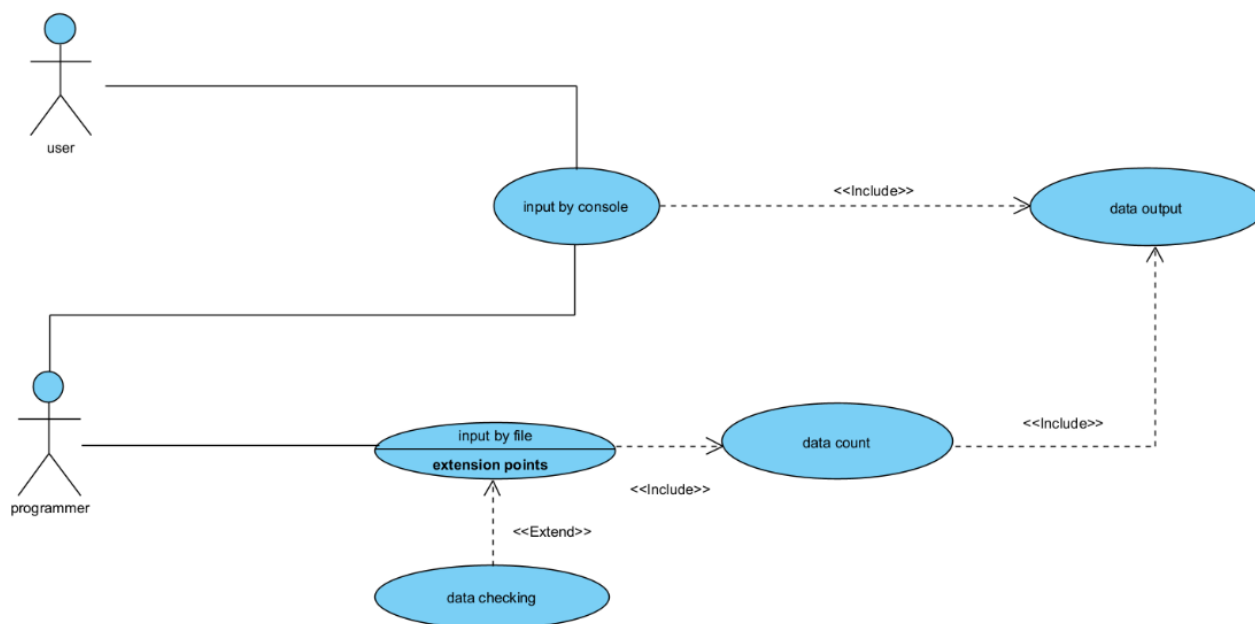 user
input by console
<<Include>>
data output
programmer
input by file
extension points
<<Include>>
data count
<<Include>>
<<Extend>>
data checking